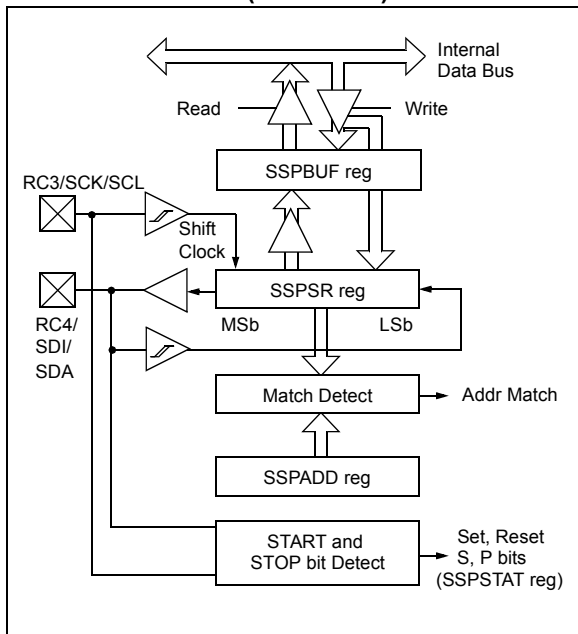 Internal
Data Bus
Read
Write
SSPBUF reg
RC3/SCK/SCL
Shift
Clock
SSPSR reg
MSb
LSb
RC4/
SDI/
SDA
Match Detect
Addr Match
SSPADD reg
START and
STOP bit Detect
Set, Reset
S, P bits
(SSPSTAT reg)